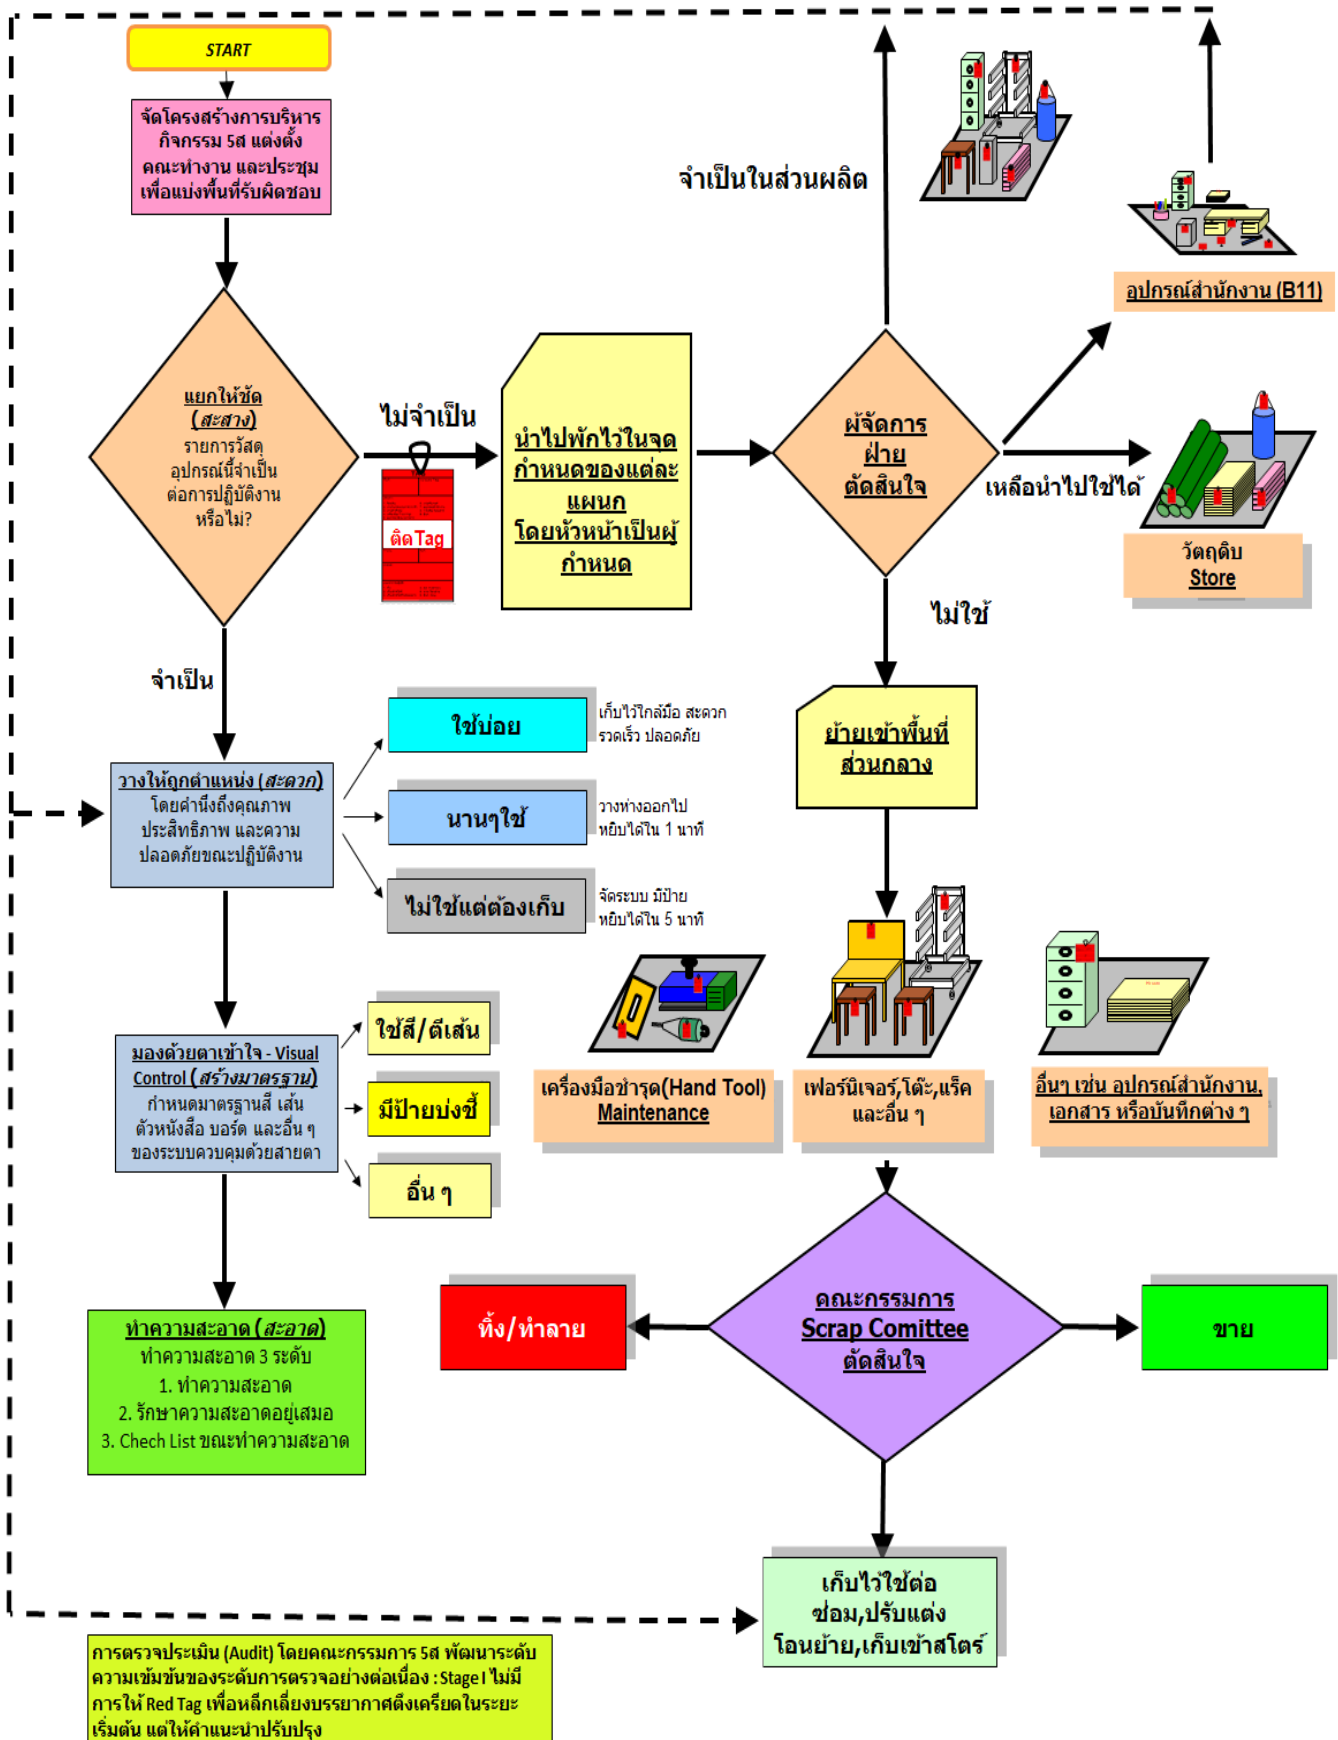 START
จัดโครงสร้างการบริหาร
กิจกรรม 5ส แต่งตั้ง
คณะทำงาน และประชุม
เพื่อแบ่งพื้นที่รับผิดชอบ
แยกให้ชัด
(สะสาง)
รายการวัสดุ
อุปกรณ์นี้จำเป็น
ต่อการปฏิบัติงาน
หรือไม่?
ไม่จำเป็น
ติดTag
นำไปพักไว้ในจุด
กำหนดของแต่ละ
แผนก
โดยหัวหน้าเป็นผู้
กำหนด
ผู้จัดการ
ฝ่าย
ตัดสินใจ
จำเป็นในส่วนผลิต
อุปกรณ์สำนักงาน (B11)
เหลือนำไปใช้ได้
วัตถุดิบ
Store
ไม่ใช้
ย้ายเข้าพื้นที่
ส่วนกลาง
จำเป็น
วางให้ถูกตำแหน่ง (สะดวก)
โดยคำนึงถึงคุณภาพ
ประสิทธิภาพ และความ
ปลอดภัยขณะปฏิบัติงาน
ใช้บ่อย
เก็บไว้ใกล้มือ สะดวก
รวดเร็ว ปลอดภัย
นานๆใช้
วางห่างออกไป
หยิบได้ใน 1 นาที
ไม่ใช้แต่ต้องเก็บ
จัดระบบ มีป้าย
หยิบได้ใน 5 นาที
มองด้วยตาเข้าใจ - Visual
Control (สร้างมาตรฐาน)
กำหนดมาตรฐานสี เส้น
ตัวหนังสือ บอร์ด และอื่น ๆ
ของระบบควบคุมด้วยสายตา
ใช้สี/ตีเส้น
มีป้ายบ่งชี้
อื่น ๆ
เครื่องมือชำรุด(Hand Tool)
Maintenance
เฟอร์นิเจอร์,โต๊ะ,แร็ค
และอื่น ๆ
อื่นๆ เช่น อุปกรณ์สำนักงาน,
เอกสาร หรือบันทึกต่าง ๆ
ทำความสะอาด (สะอาด)
ทำความสะอาด 3 ระดับ
1. ทำความสะอาด
2. รักษาความสะอาดอยู่เสมอ
3. Chech List ขณะทำความสะอาด
ทิ้ง/ทำลาย
คณะกรรมการ
Scrap Comittee
ตัดสินใจ
ขาย
เก็บไว้ใช้ต่อ
ซ่อม,ปรับแต่ง
โอนย้าย,เก็บเข้าสโตร์
การตรวจประเมิน (Audit) โดยคณะกรรมการ 5ส พัฒนาระดับ
ความเข้มข้นของระดับการตรวจอย่างต่อเนื่อง : Stage I ไม่มี
การให้ Red Tag เพื่อหลีกเลี่ยงบรรยากาศตึงเครียดในระยะ
เริ่มต้น แต่ให้คำแนะนำปรับปรุง